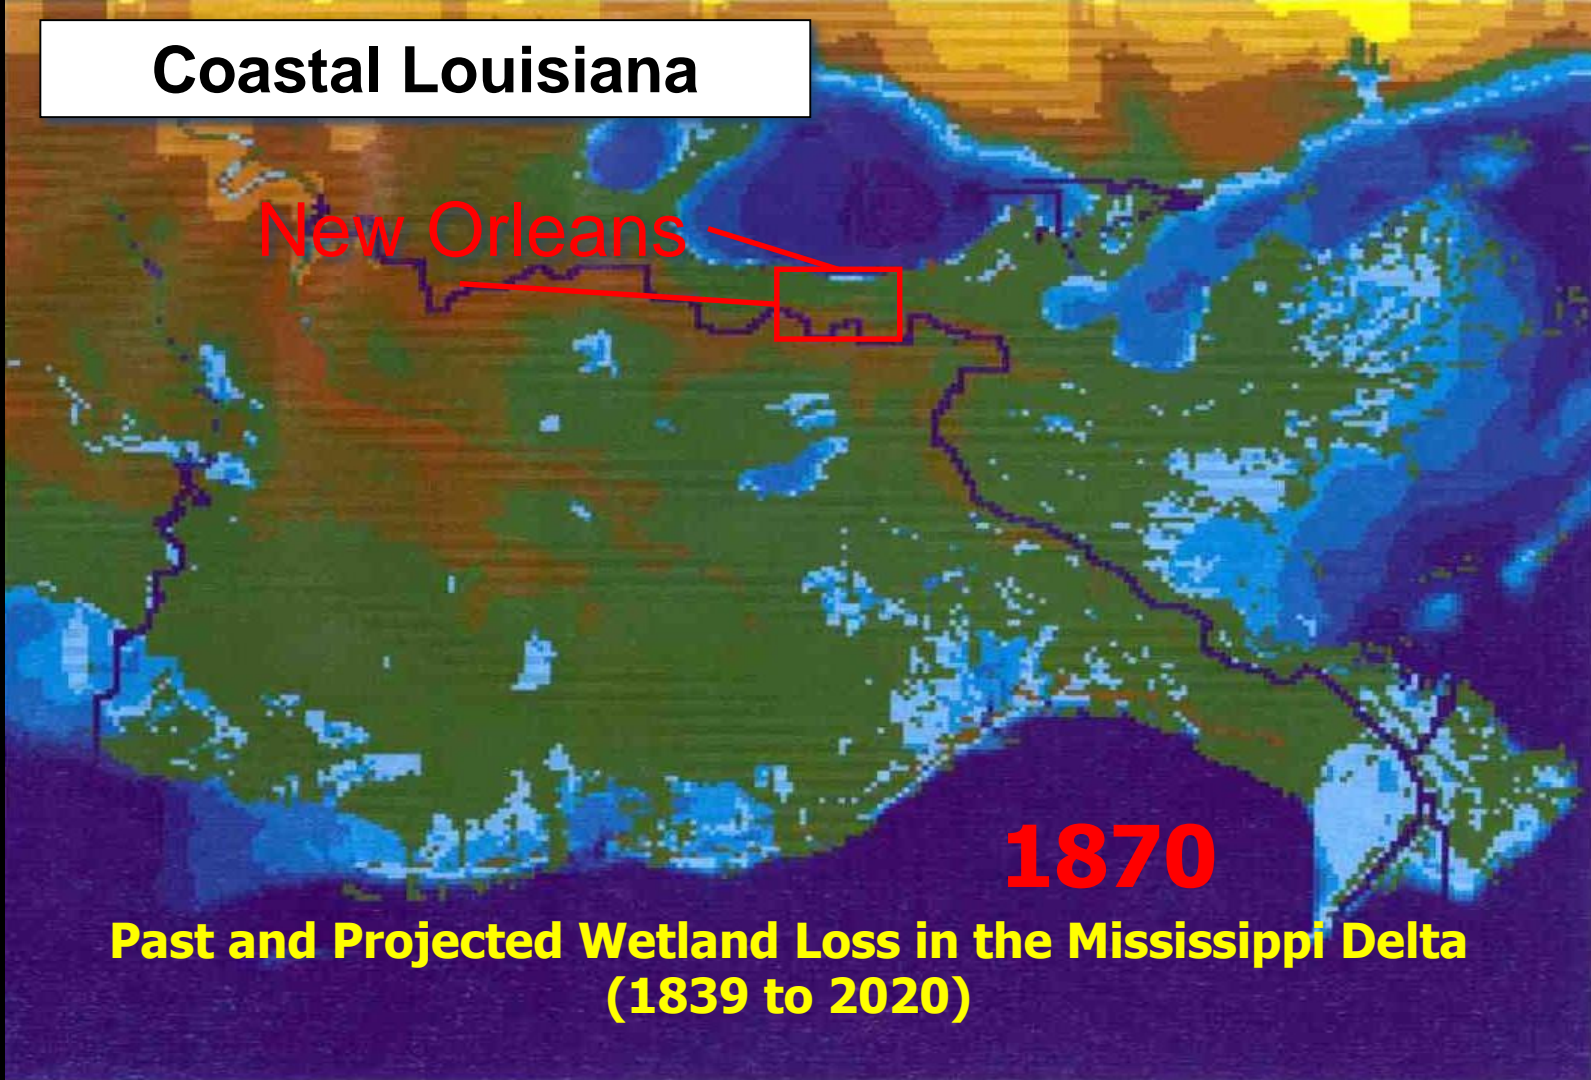 Coastal Louisiana
New Orleans
1870
Past and Projected Wetland Loss in the Mississippi Delta
(1839 to 2020)